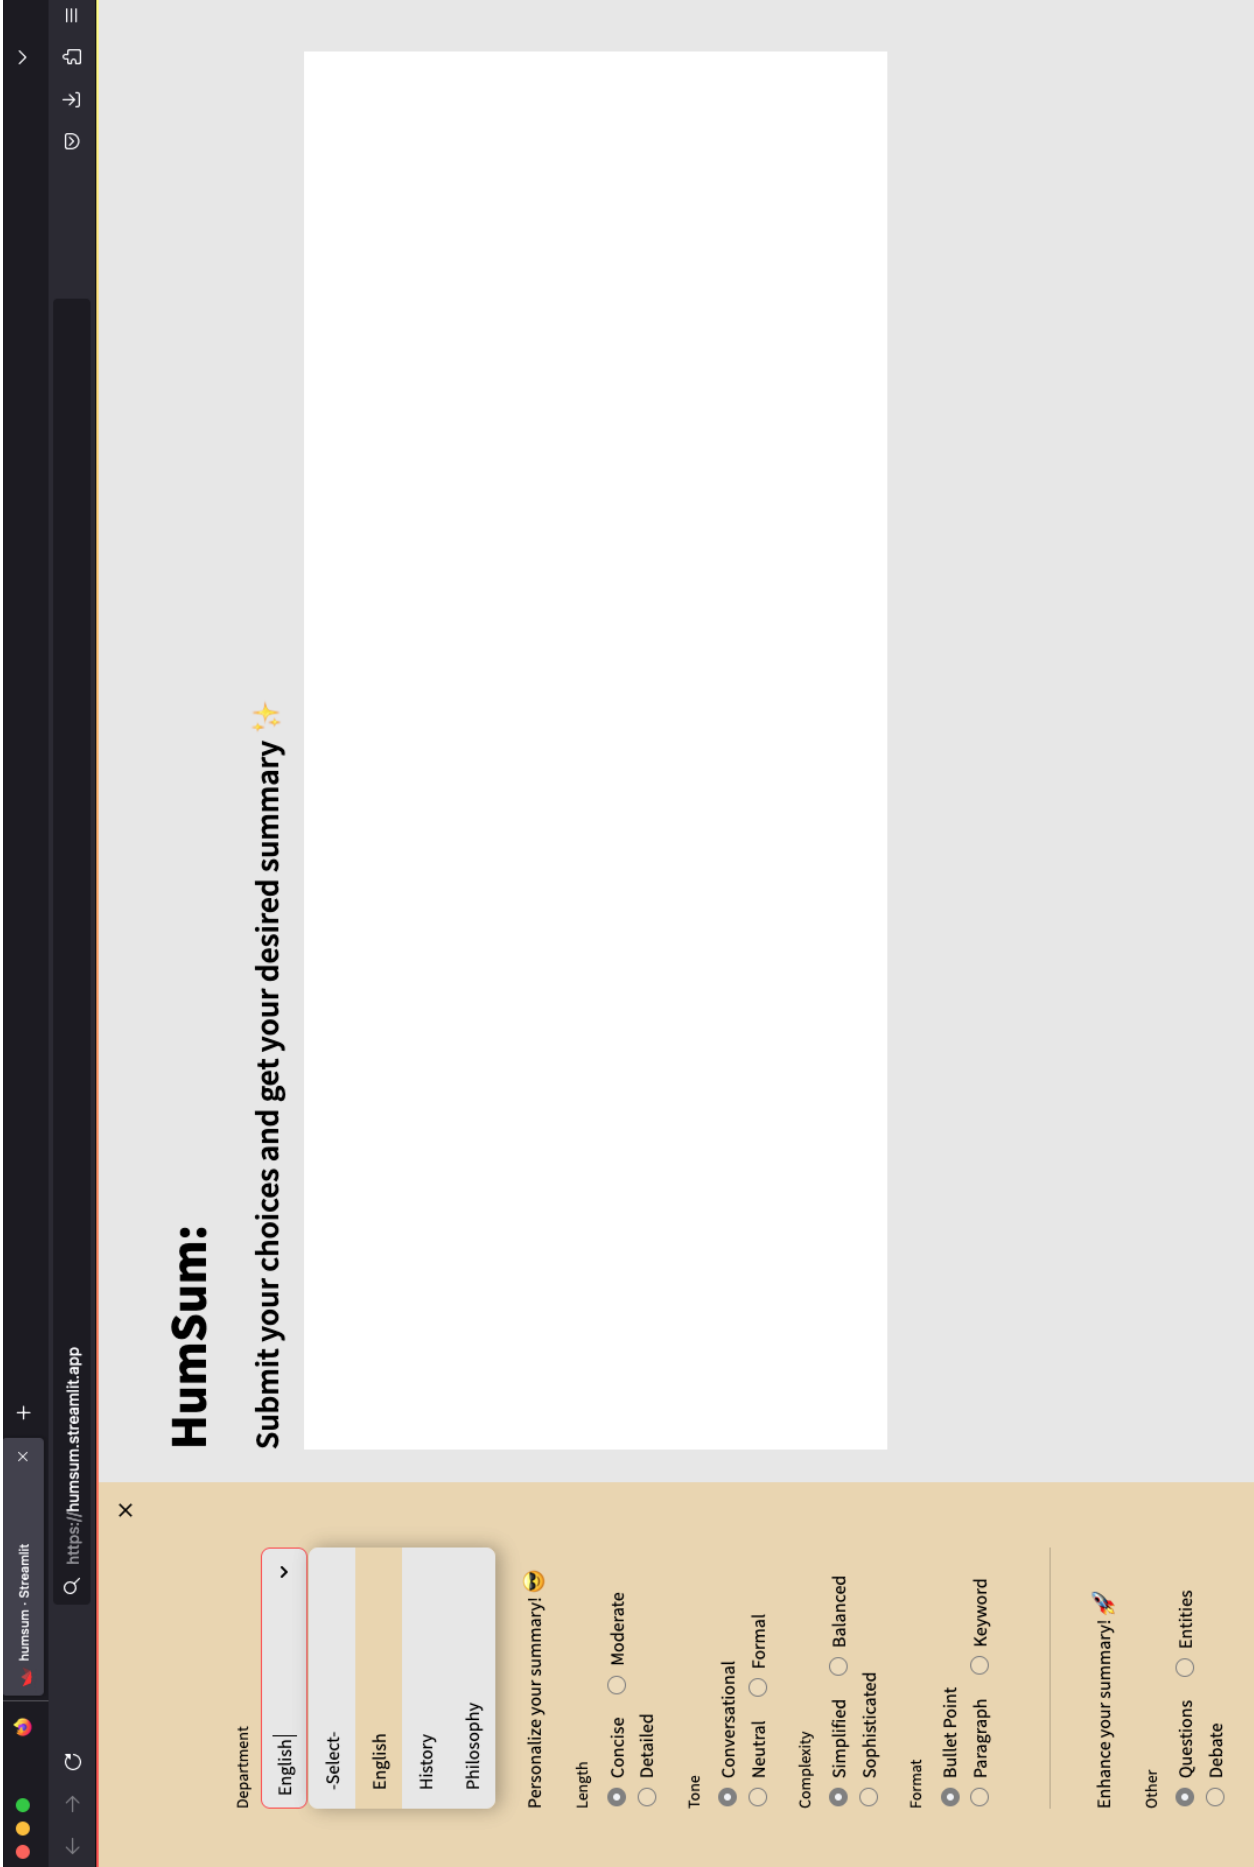 humsum · Streamlit
https://humsum.streamlit.app
Department
English
-Select-
English
History
Philosophy
Personalize your summary! 😎
Length
Concise Moderate
Detailed
Tone
Conversational
Neutral Formal
Complexity
Simplified Balanced
Sophisticated
Format
Bullet Point
Paragraph Keyword
Enhance your summary! 🚀
Other
Questions Entities
Debate
HumSum:
Submit your choices and get your desired summary ✨